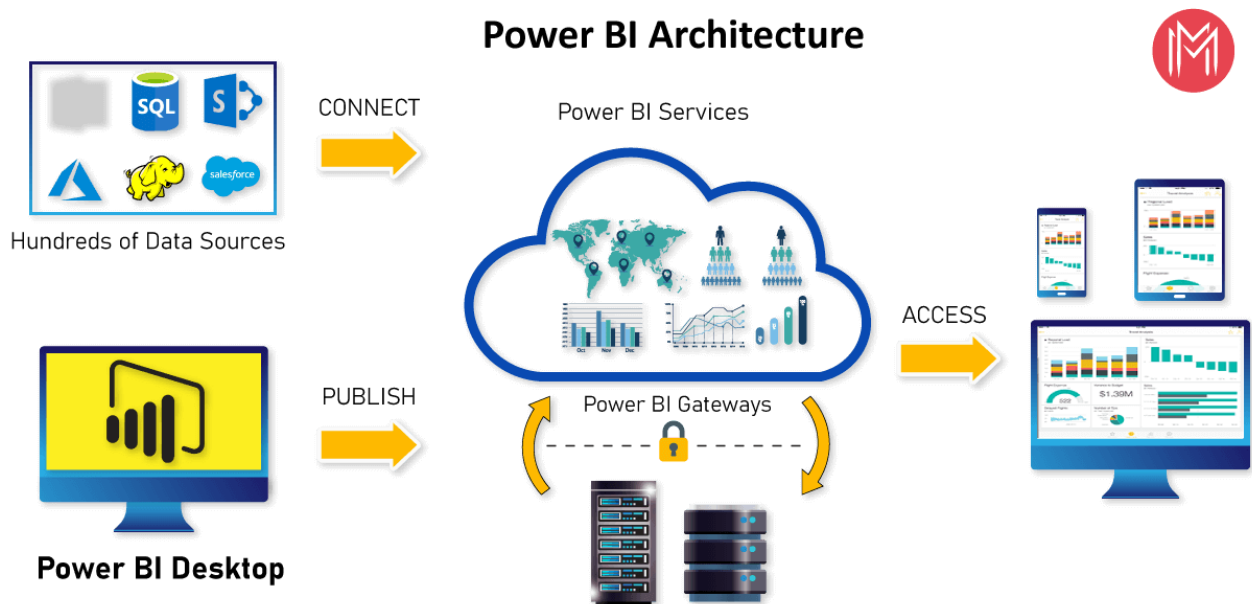 Power BI Architecture
SQL
S
salesforce
Hundreds of Data Sources
CONNECT
Power BI Services
Oct Nov Dec
ACCESS
$1.39M
PUBLISH
Power BI Gateways
Power BI Desktop